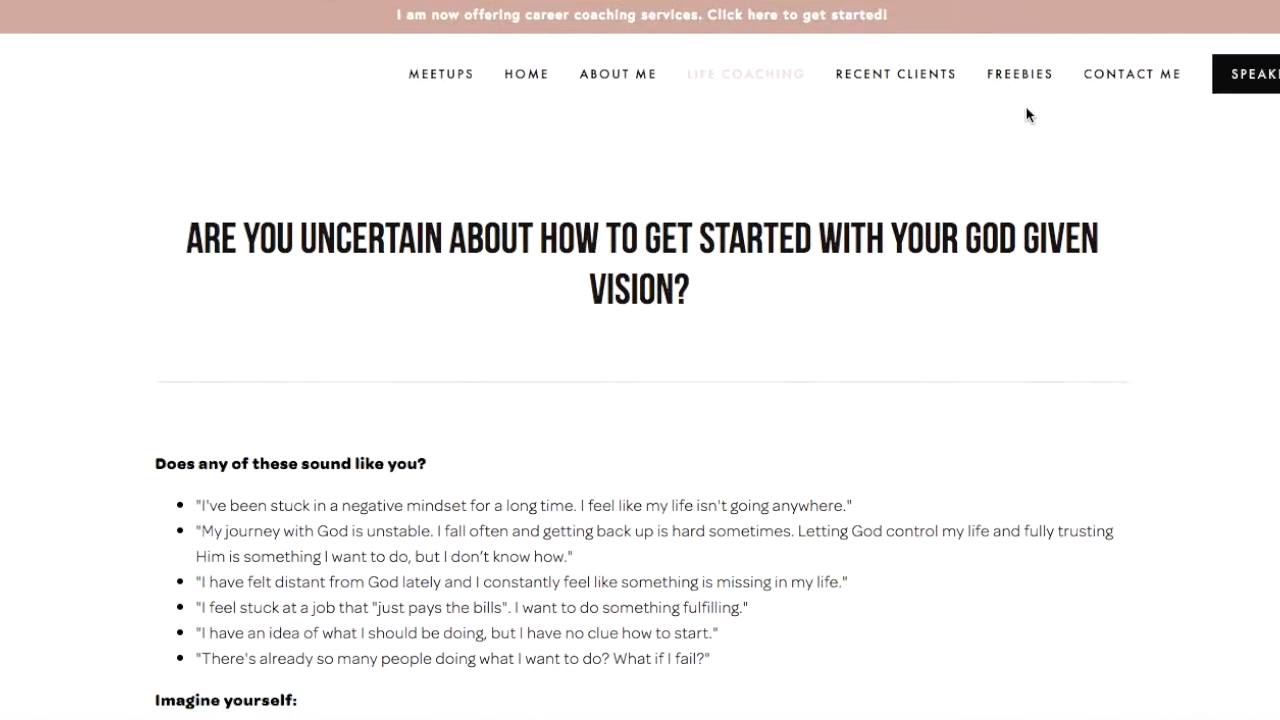 I am now offering career coaching services. Click here to get started!
MEETUPS HOME ABOUT ME LIFE COACHING RECENT CLIENTS FREEBIES CONTACT ME
ARE YOU UNCERTAIN ABOUT HOW TO GET STARTED WITH YOUR GOD GIVEN
VISION?
Does any of these sound like you?
• "I've been stuck in a negative mindset for a long time. I feel like my life isn't going anywhere."
• "My journey with God is unstable. I fall often and getting back up is hard sometimes. Letting God control my life and fully trusting
Him is something I want to do, but I don’t know how."
• "I have felt distant from God lately and I constantly feel like something is missing in my life."
• "I feel stuck at a job that "just pays the bills". I want to do something fulfilling."
• "I have an idea of what I should be doing, but I have no clue how to start."
• "There's already so many people doing what I want to do? What if I fail?"
Imagine yourself: